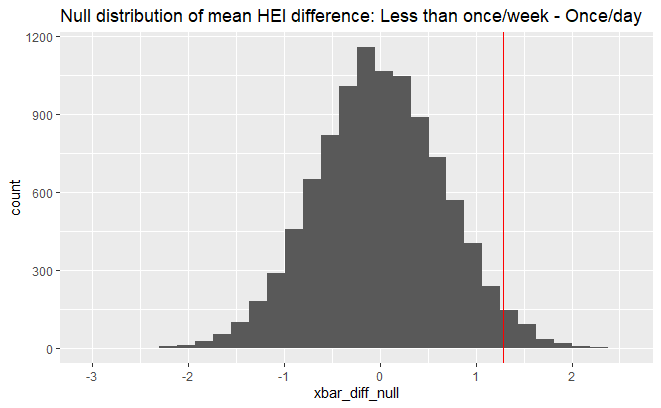 Null distribution of mean HEI difference: Less than once/week - Once/day
1200
900
600
300
0
count
-3 -2 -1 0 1 2
xbar_diff_null